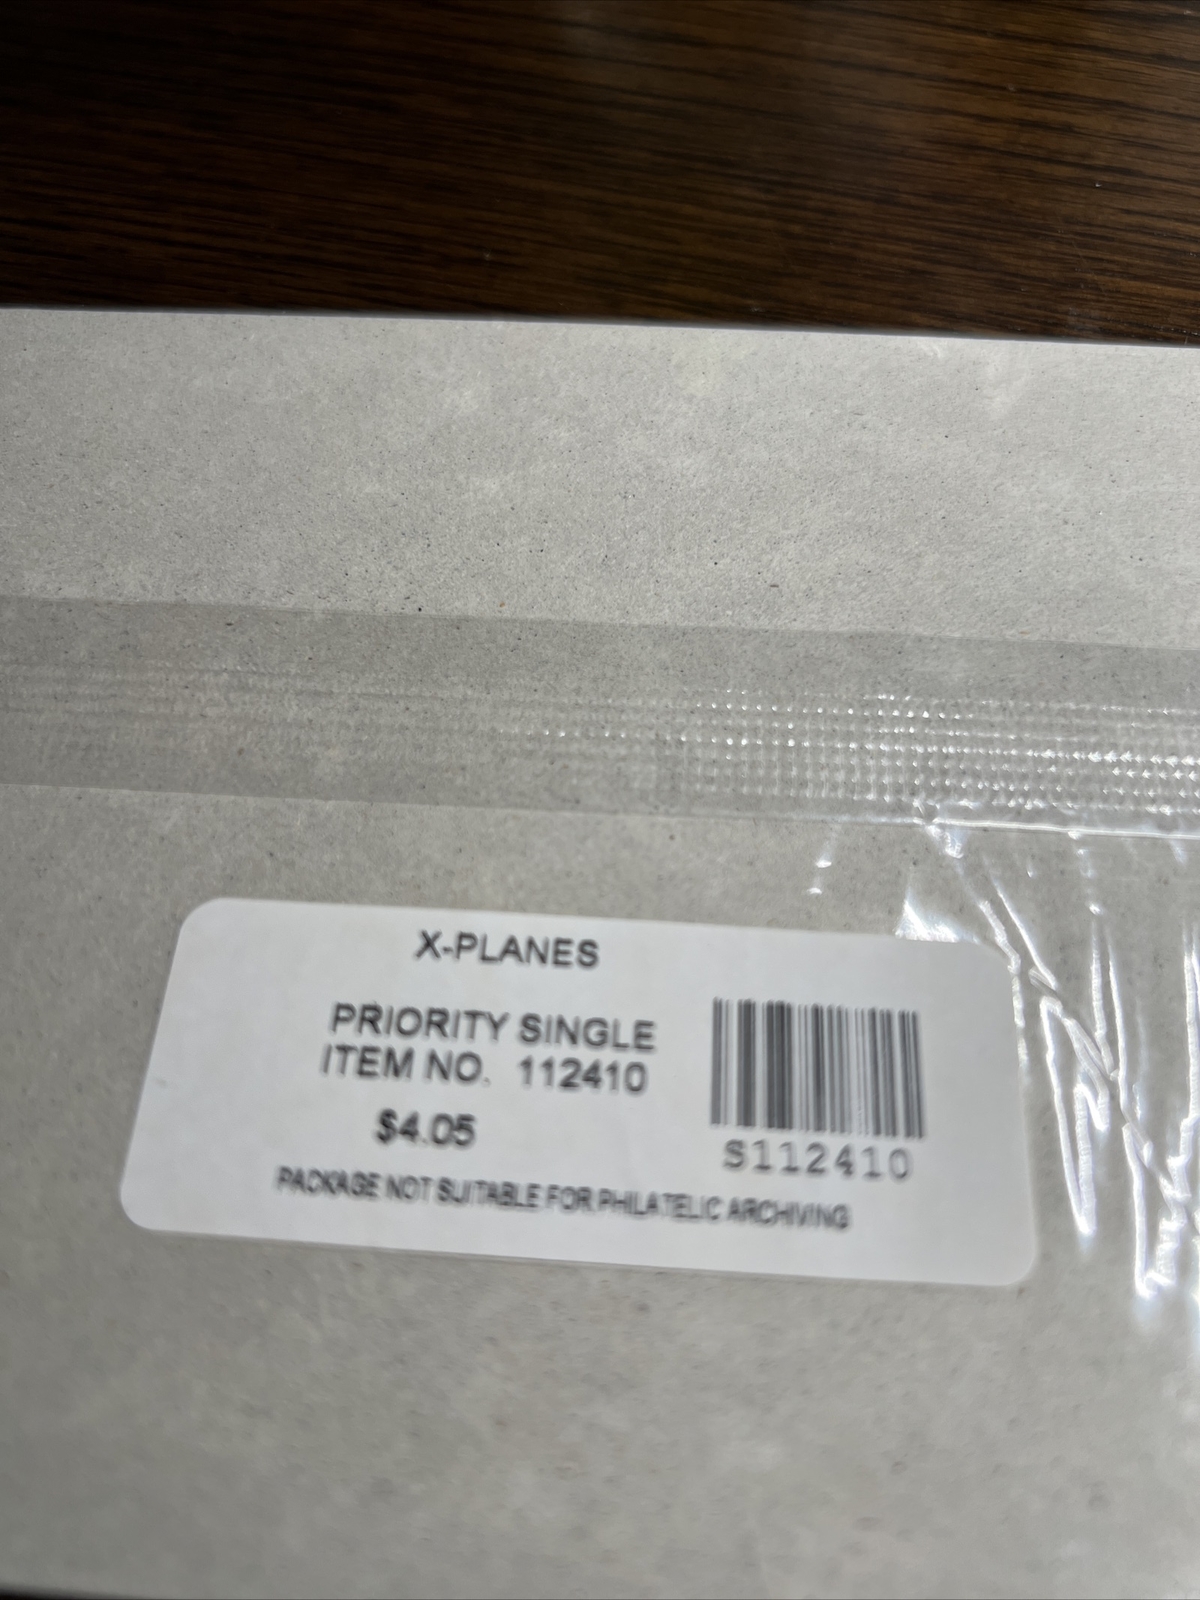 X-PLANES
PRIORITY SINGLE
ITEM NO. 112410
$4.05
S112410
PACKAGE NOT SUITABLE FOR PHILATELIC ARCHIVING